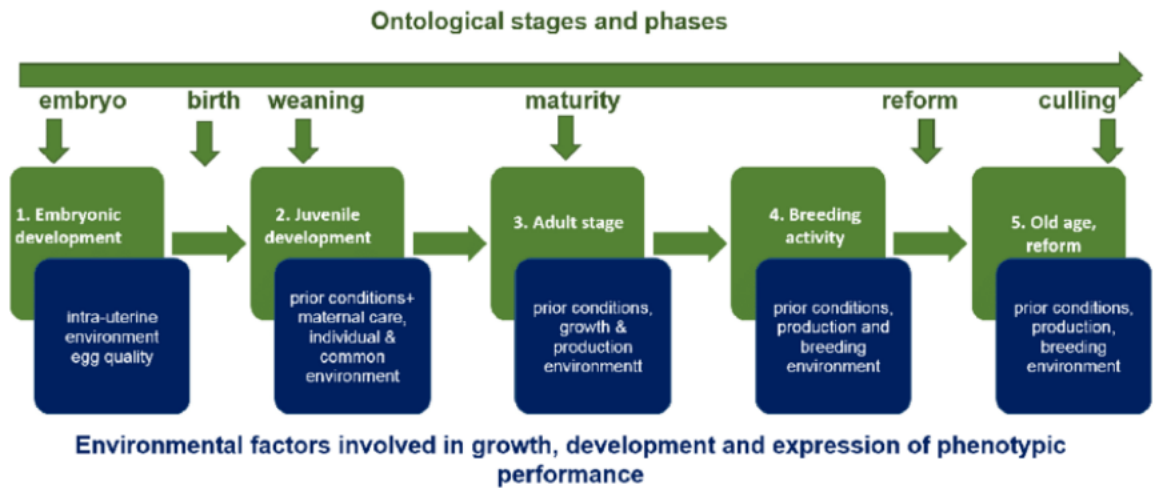 Ontological stages and phases
embryo
birth
weaning
maturity
reform
culling
1. Embryonic
development
2. Juvenile
development
3. Adult stage
4. Breeding
activity
5. Old age,
reform
intra-uterine
environment
egg quality
prior conditions+
maternal care,
individual &
common
environment
prior conditions,
growth &
production
environmentt
prior conditions,
production and
breeding
environment
prior conditions,
production,
breeding
environment
Environmental factors involved in growth, development and expression of phenotypic
performance